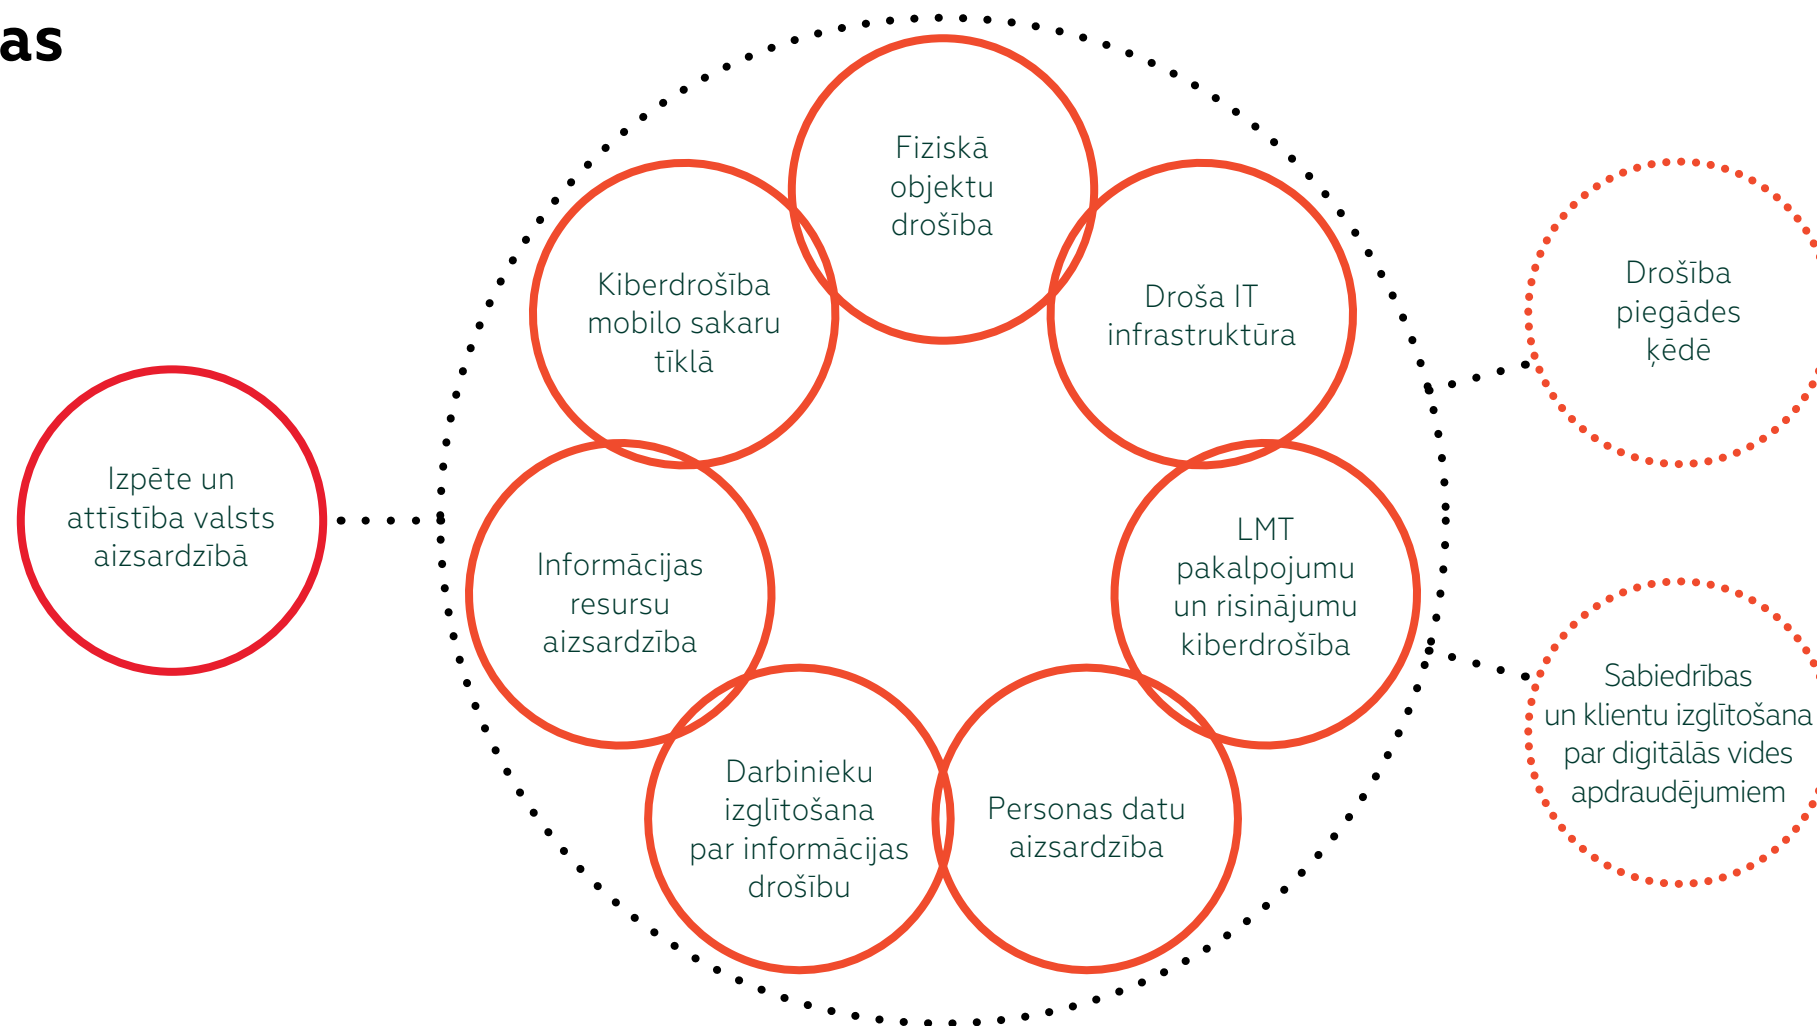 as
Fiziskā
objektu
drošība
Kiberdrošība
mobilo sakaru
tīklā
Droša IT
infrastruktūra
Drošība
piegādes
ķēdē
Izpēte un
attīstība valsts
aizsardzībā
Informācijas
resursu
aizsardzība
LMT
pakalpojumu
un risinājumu
kiberdrošība
Sabiedrības
un klientu izglītošana
par digitālās vides
apdraudējumiem
Darbinieku
izglītošana
par informācijas
drošību
Personas datu
aizsardzība